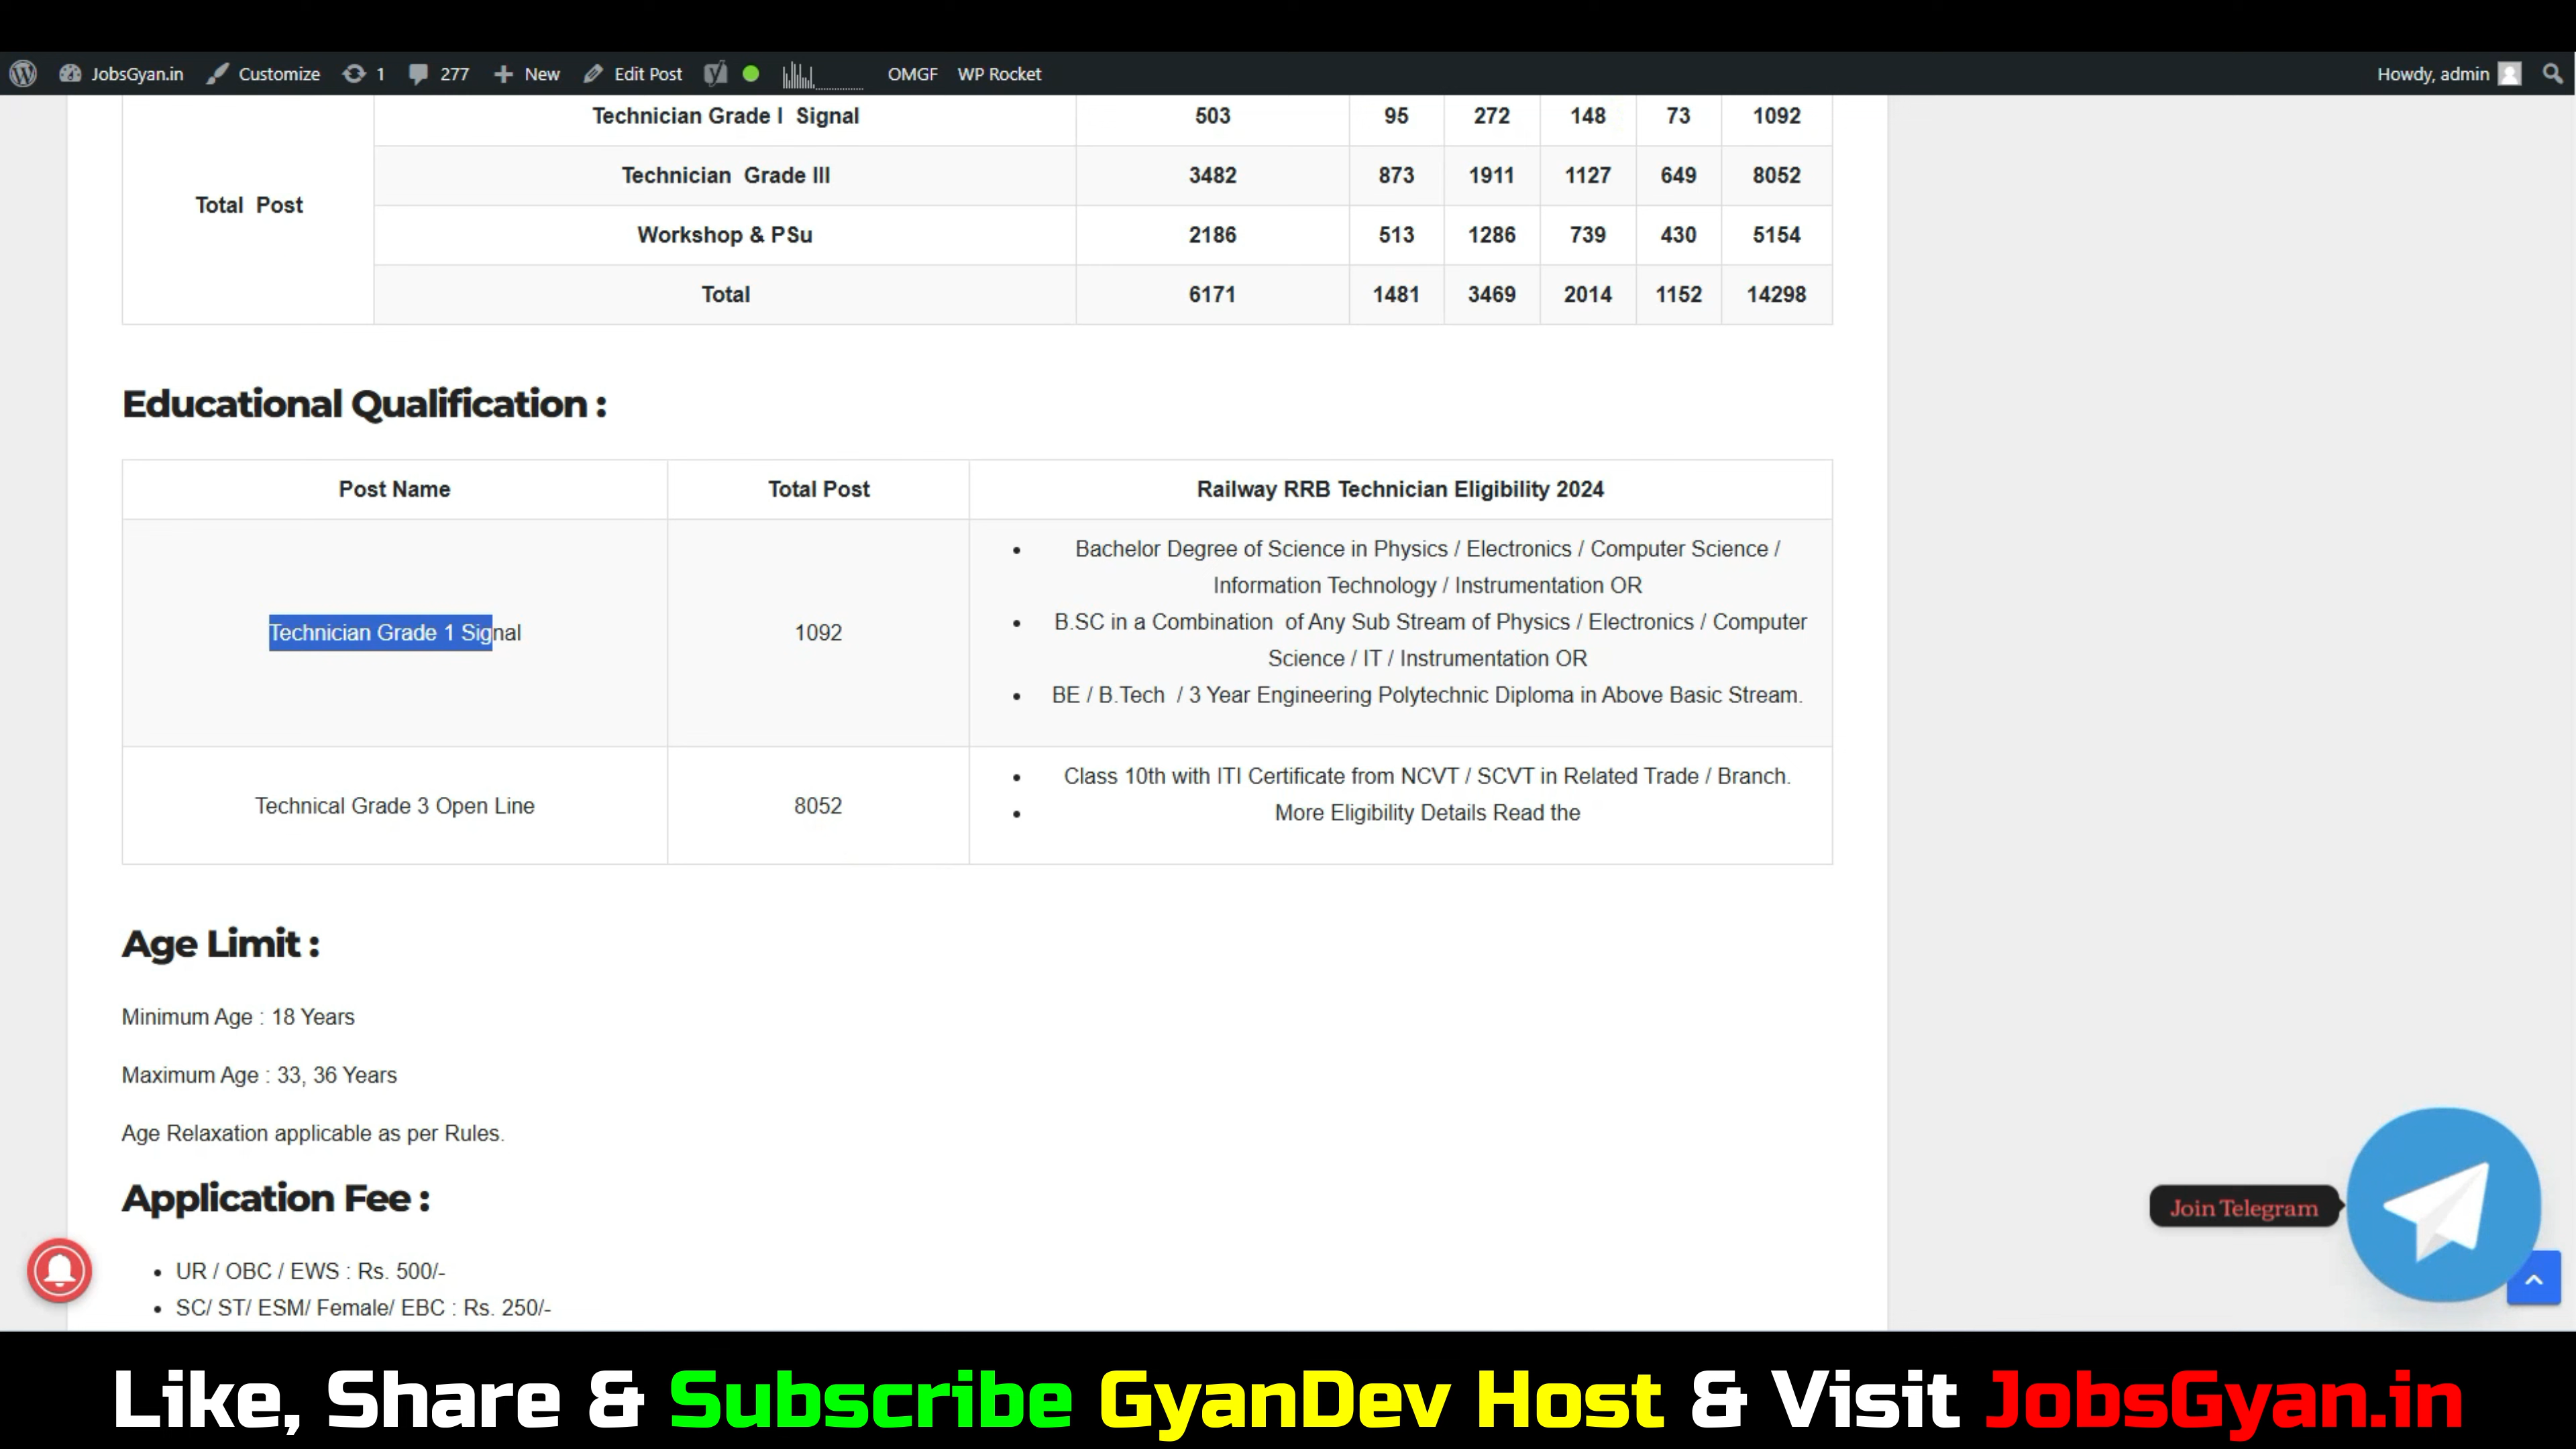 JobsGyan.in Customize 1 277 New Edit Post OMGF WP Rocket Howdy, admin
Technician Grade I Signal 503 95 272 148 73 1092
Technician Grade III 3482 873 1911 1127 649 8052
Total Post
Workshop & PSu 2186 513 1286 739 430 5154
Total 6171 1481 3469 2014 1152 14298
Educational Qualification :
Post Name Total Post Railway RRB Technician Eligibility 2024
Technician Grade 1 Signal 1092
• Bachelor Degree of Science in Physics / Electronics / Computer Science /
Information Technology / Instrumentation OR
• B.SC in a Combination of Any Sub Stream of Physics / Electronics / Computer
Science / IT / Instrumentation OR
• BE / B.Tech / 3 Year Engineering Polytechnic Diploma in Above Basic Stream.
Technical Grade 3 Open Line 8052
• Class 10th with ITI Certificate from NCVT / SCVT in Related Trade / Branch.
• More Eligibility Details Read the
Age Limit :
Minimum Age : 18 Years
Maximum Age : 33, 36 Years
Age Relaxation applicable as per Rules.
Application Fee :
• UR / OBC / EWS : Rs. 500/-
• SC/ ST/ ESM/ Female/ EBC : Rs. 250/-
Join Telegram
Like, Share & Subscribe GyanDev Host & Visit JobsGyan.in